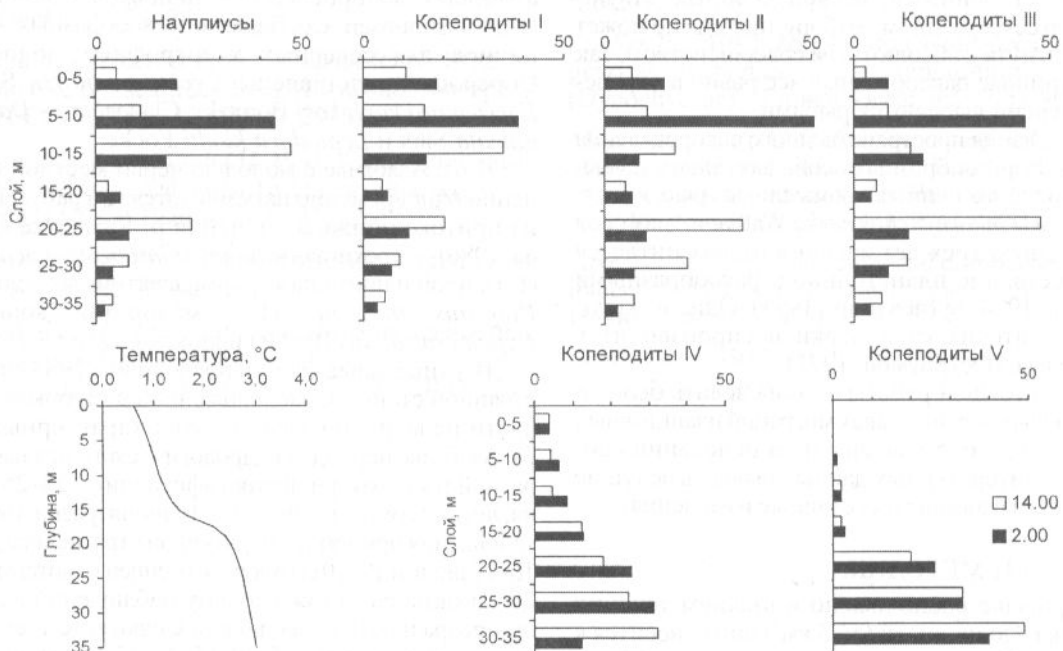 Науплиусы
0 50
Копеподиты I
0 50
Копеподиты II
0 50
Копеподиты III
0 50
Слой, м
0-5
5-10
10-15
15-20
20-25
25-30
30-35
Температура, °C
0,0 1,0 2,0 3,0 4,0
Глубина, м
0
5
10
15
20
25
30
35
Копеподиты IV
0 50
Слой, м
0-5
5-10
10-15
15-20
20-25
25-30
30-35
Копеподиты V
0 50
14.00
2.00